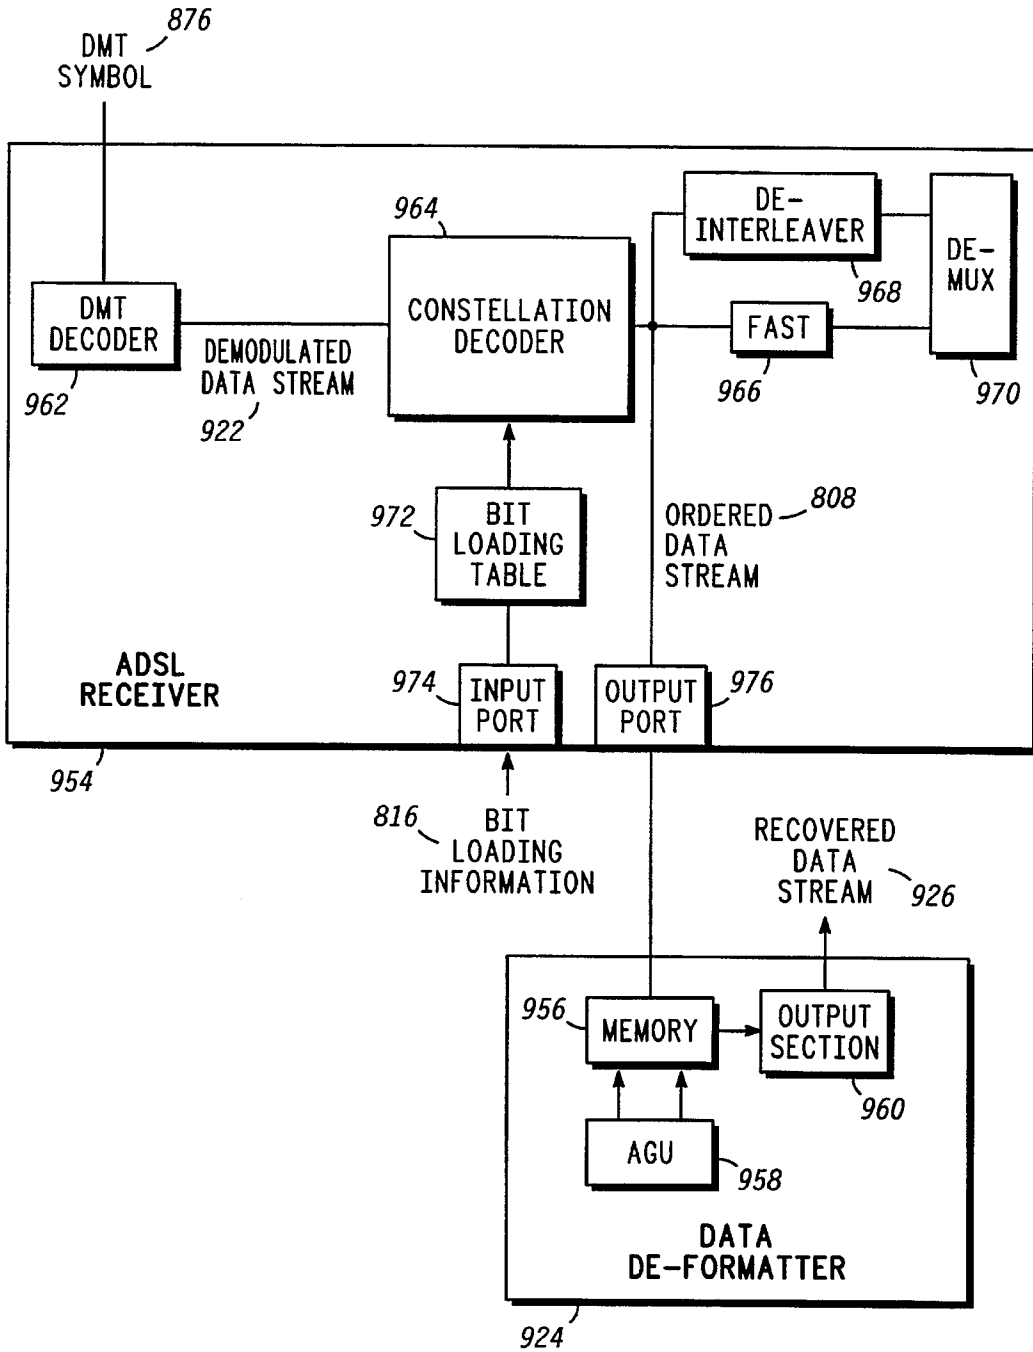 876
DMT
SYMBOL
964
DE-
INTERLEAVER
968
DE-
MUX
970
DMT
DECODER
962
DEMODULATED
DATA STREAM
922
CONSTELLATION
DECODER
FAST
966
972
BIT
LOADING
TABLE
ORDERED
DATA
STREAM
808
ADSL
RECEIVER
974
INPUT
PORT
OUTPUT
PORT
976
954
816
BIT
LOADING
INFORMATION
RECOVERED
DATA
STREAM
926
956
MEMORY
OUTPUT
SECTION
960
AGU
958
DATA
DE-FORMATTER
924